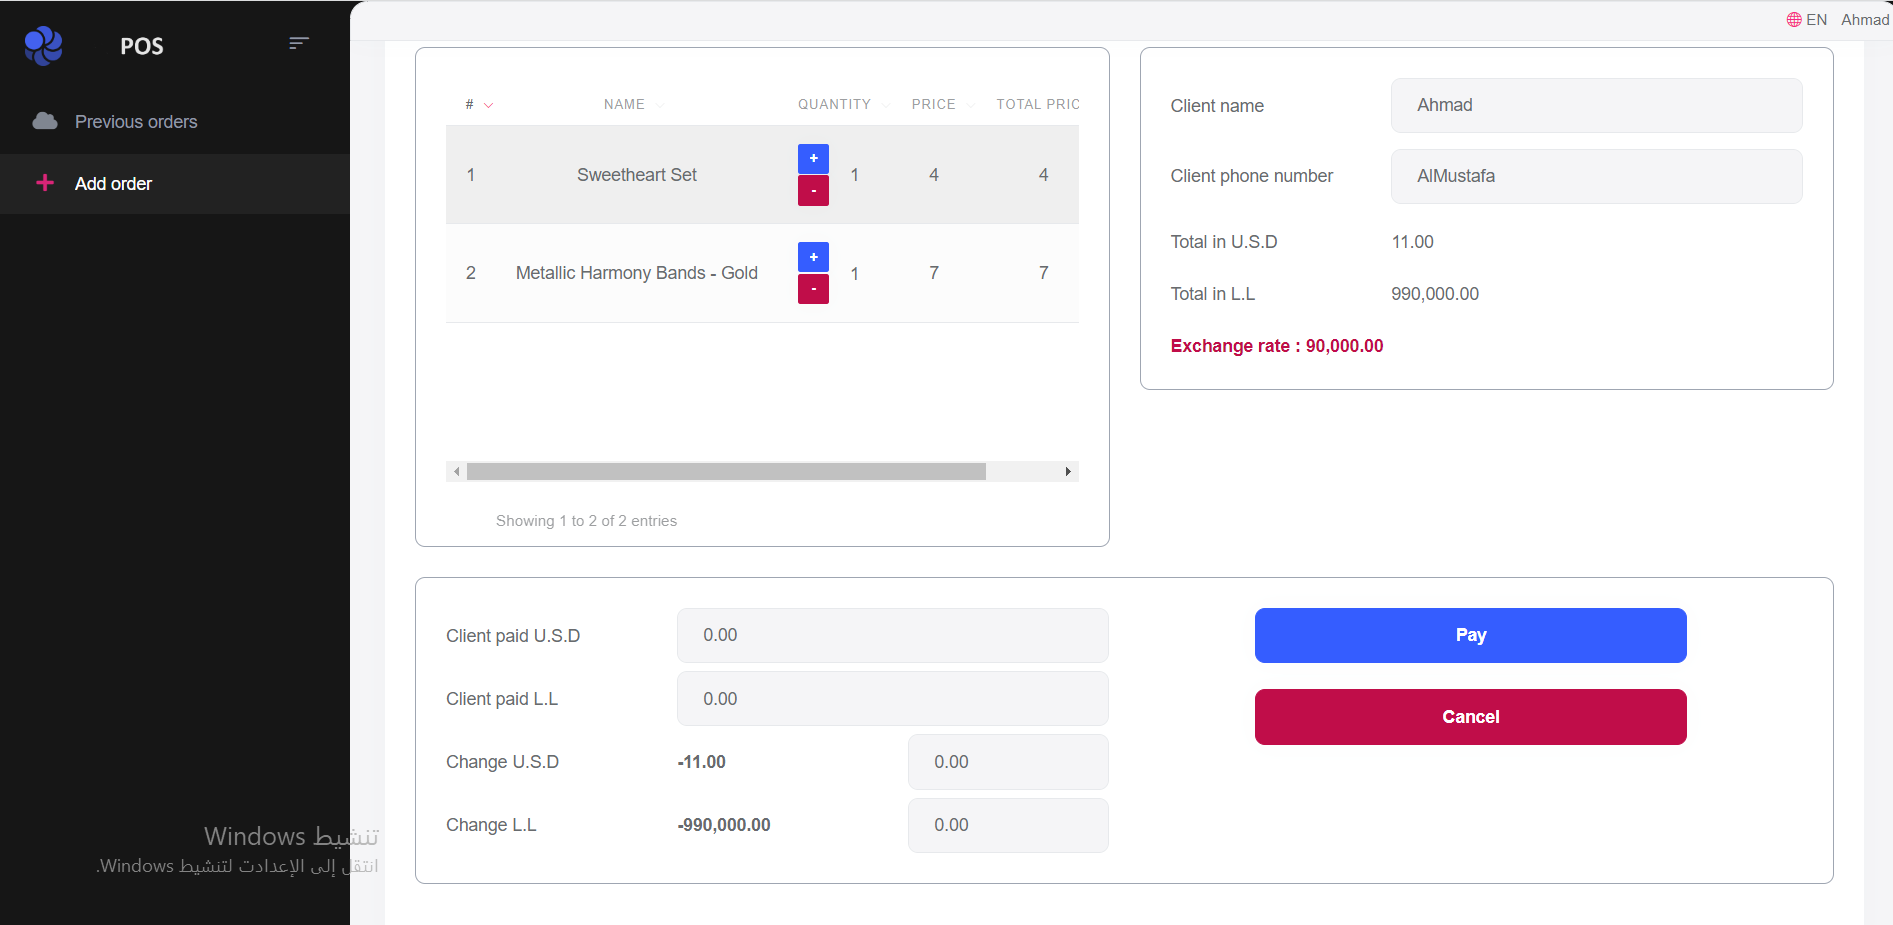 POS
EN Ahmad
Previous orders
Add order
# NAME QUANTITY PRICE TOTAL PRIC
1 Sweetheart Set + - 1 4 4
2 Metallic Harmony Bands - Gold + - 1 7 7
Showing 1 to 2 of 2 entries
Client name Ahmad
Client phone number AlMustafa
Total in U.S.D 11.00
Total in L.L 990,000.00
Exchange rate : 90,000.00
Client paid U.S.D 0.00
Client paid L.L 0.00
Change U.S.D -11.00 0.00
Change L.L -990,000.00 0.00
Pay
Cancel
تنشيط Windows
انتقل إلى الإعدادت لتنشيط Windows.